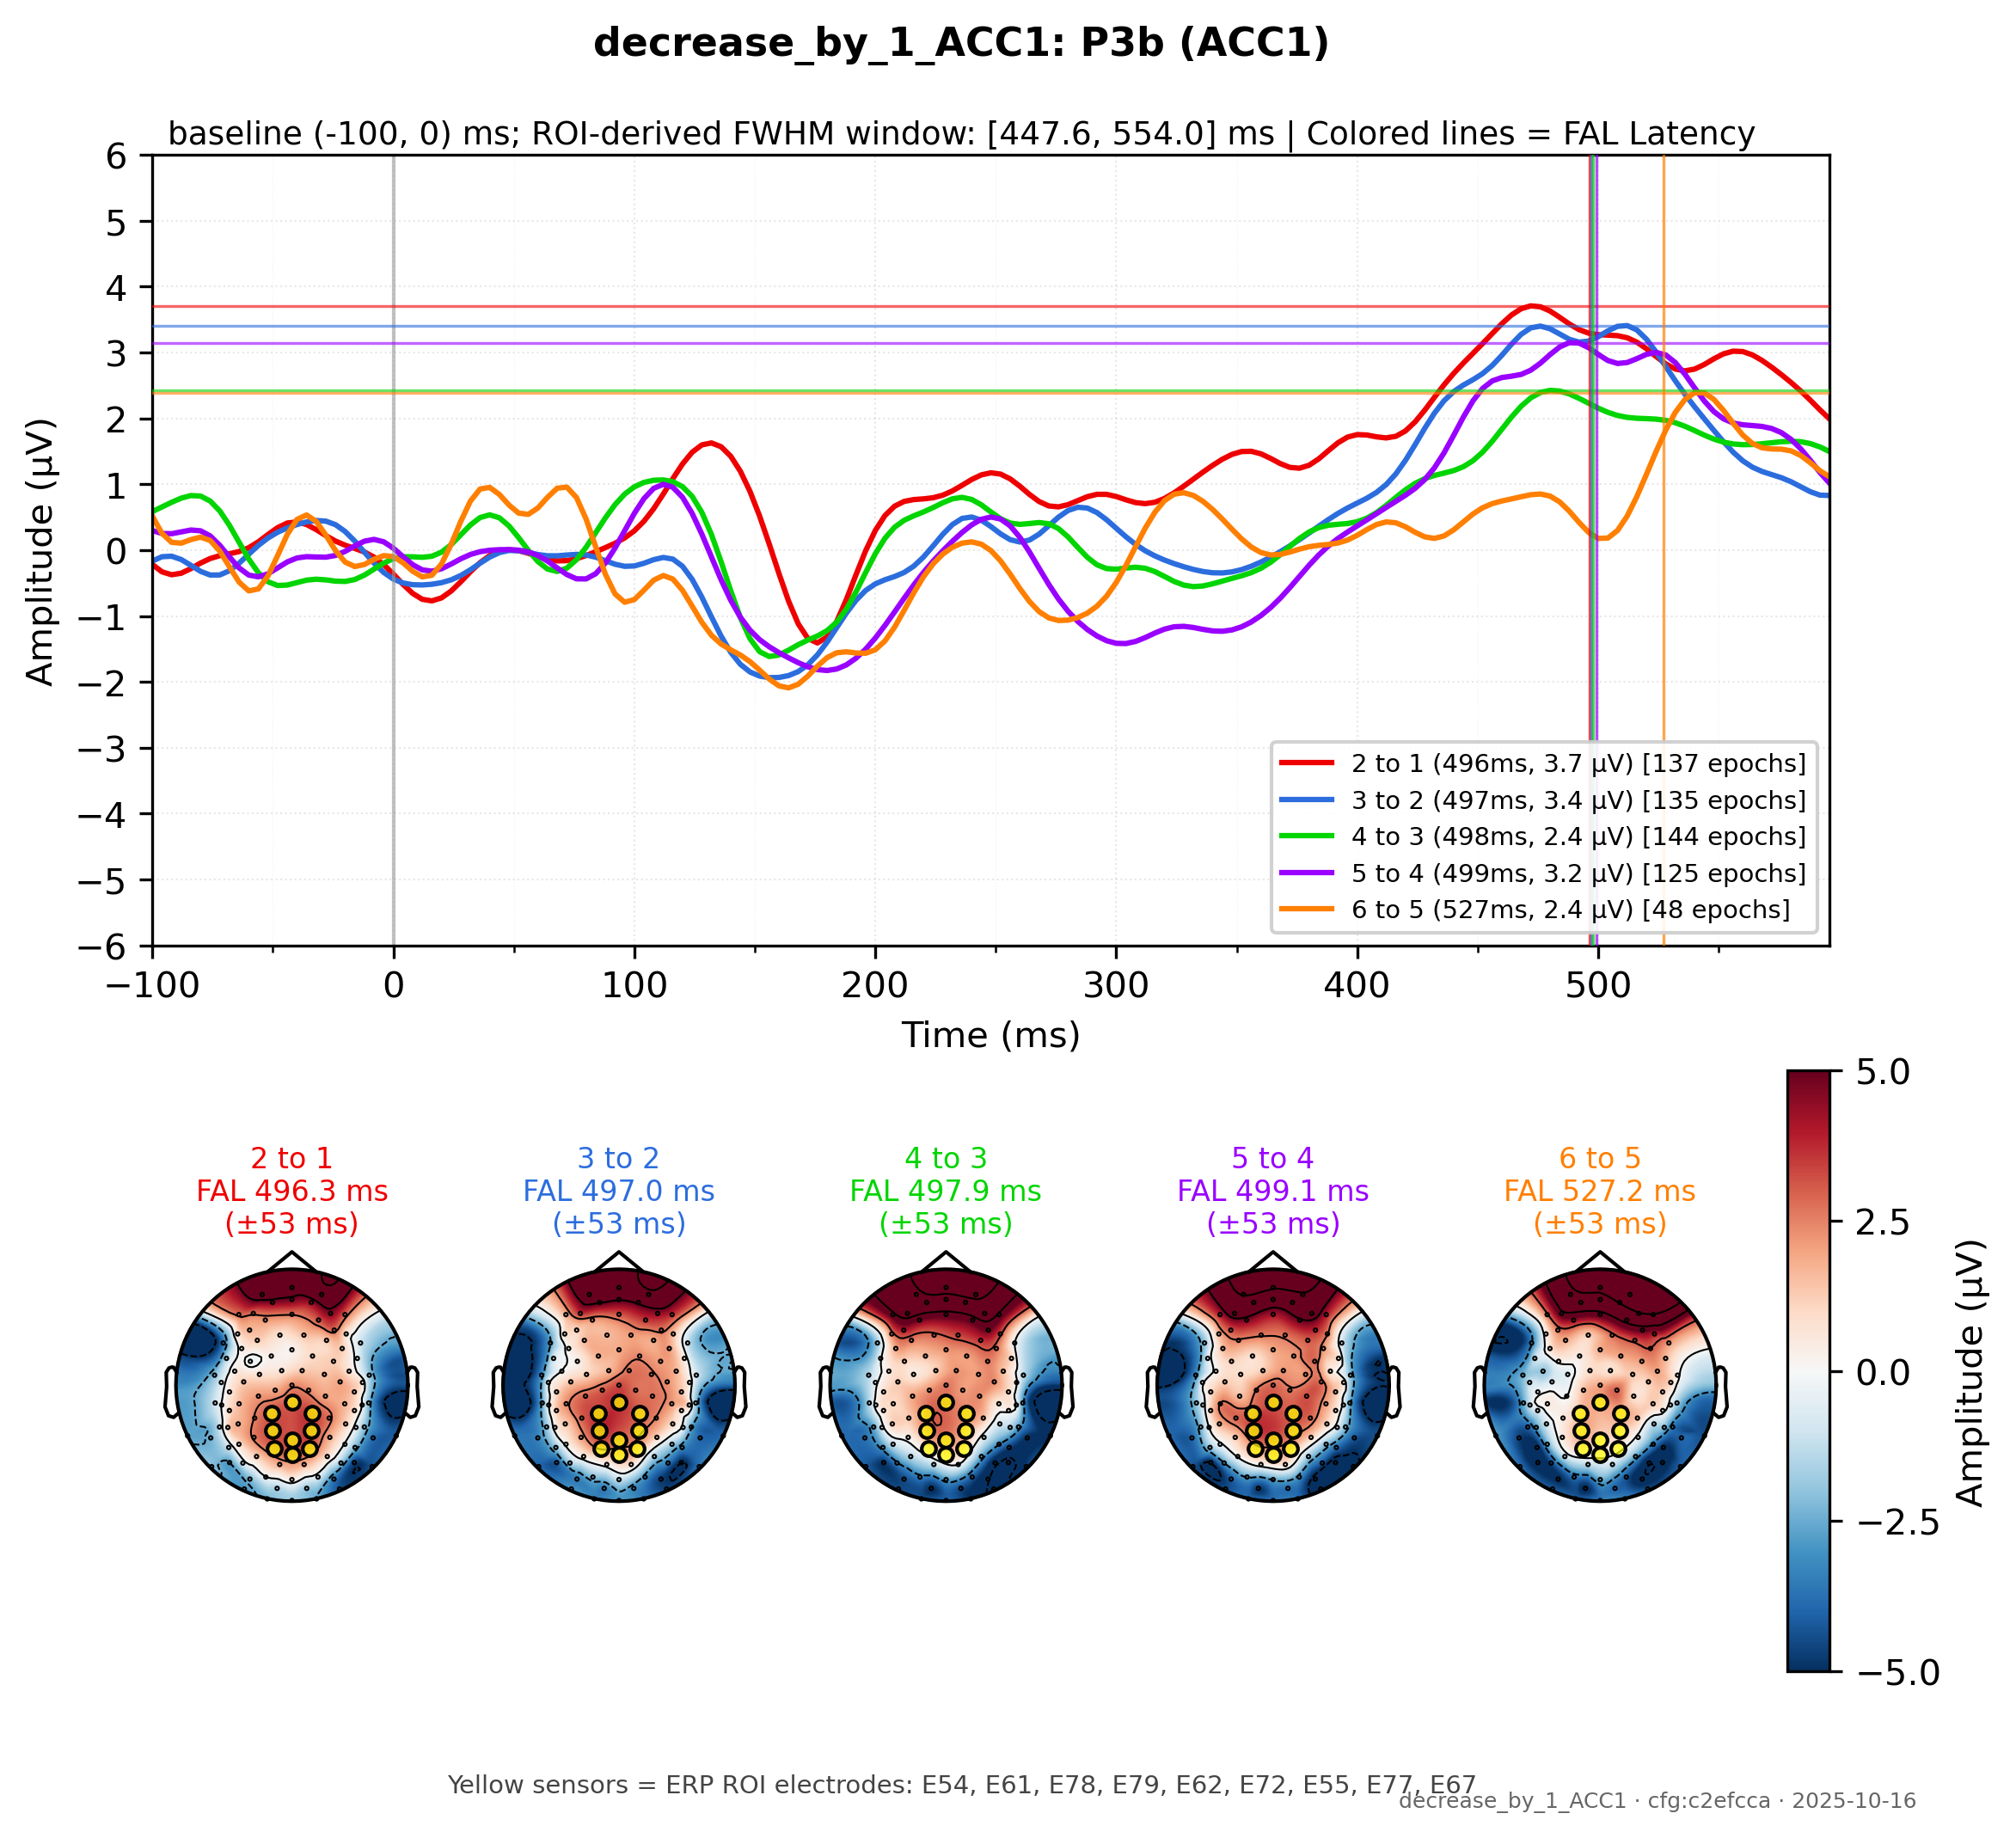 decrease_by_1_ACC1: P3b (ACC1)
baseline (-100, 0) ms; ROI-derived FWHM window: [447.6, 554.0] ms | Colored lines = FAL Latency
Amplitude (µV)
6
5
4
3
2
1
0
−1
−2
−3
−4
−5
−6
2 to 1 (496ms, 3.7 µV) [137 epochs]
3 to 2 (497ms, 3.4 µV) [135 epochs]
4 to 3 (498ms, 2.4 µV) [144 epochs]
5 to 4 (499ms, 3.2 µV) [125 epochs]
6 to 5 (527ms, 2.4 µV) [48 epochs]
−100 0 100 200 300 400 500
Time (ms)
2 to 1
FAL 496.3 ms
(±53 ms)
3 to 2
FAL 497.0 ms
(±53 ms)
4 to 3
FAL 497.9 ms
(±53 ms)
5 to 4
FAL 499.1 ms
(±53 ms)
6 to 5
FAL 527.2 ms
(±53 ms)
5.0
2.5
0.0
−2.5
−5.0
Amplitude (µV)
Yellow sensors = ERP ROI electrodes: E54, E61, E78, E79, E62, E72, E55, E77, E67
decrease_by_1_ACC1 · cfg:c2efcca · 2025-10-16